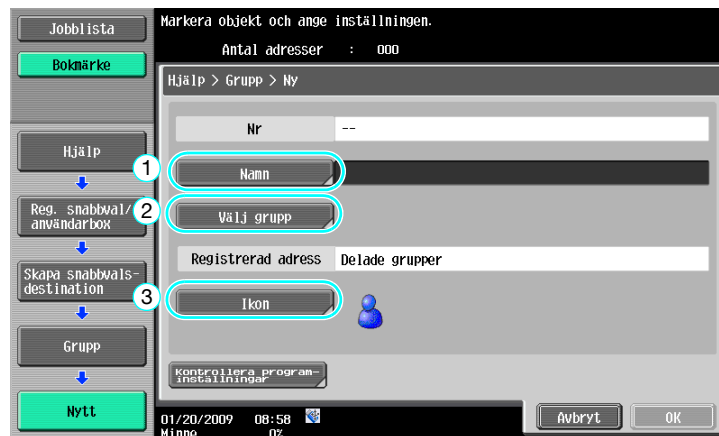 Jobblista
Bokmärke
Hjälp
Reg. snabbval/
användarbox
Skapa snabbvals-
destination
Grupp
Nytt
Markera objekt och ange inställningen.
Antal adresser : 000
Hjälp > Grupp > Ny
Nr --
1 Namn
2 Välj grupp
Registrerad adress Delade grupper
3 Ikon
Kontrollera program-
inställningar
01/20/2009 08:58
Minne 0%
Avbryt OK